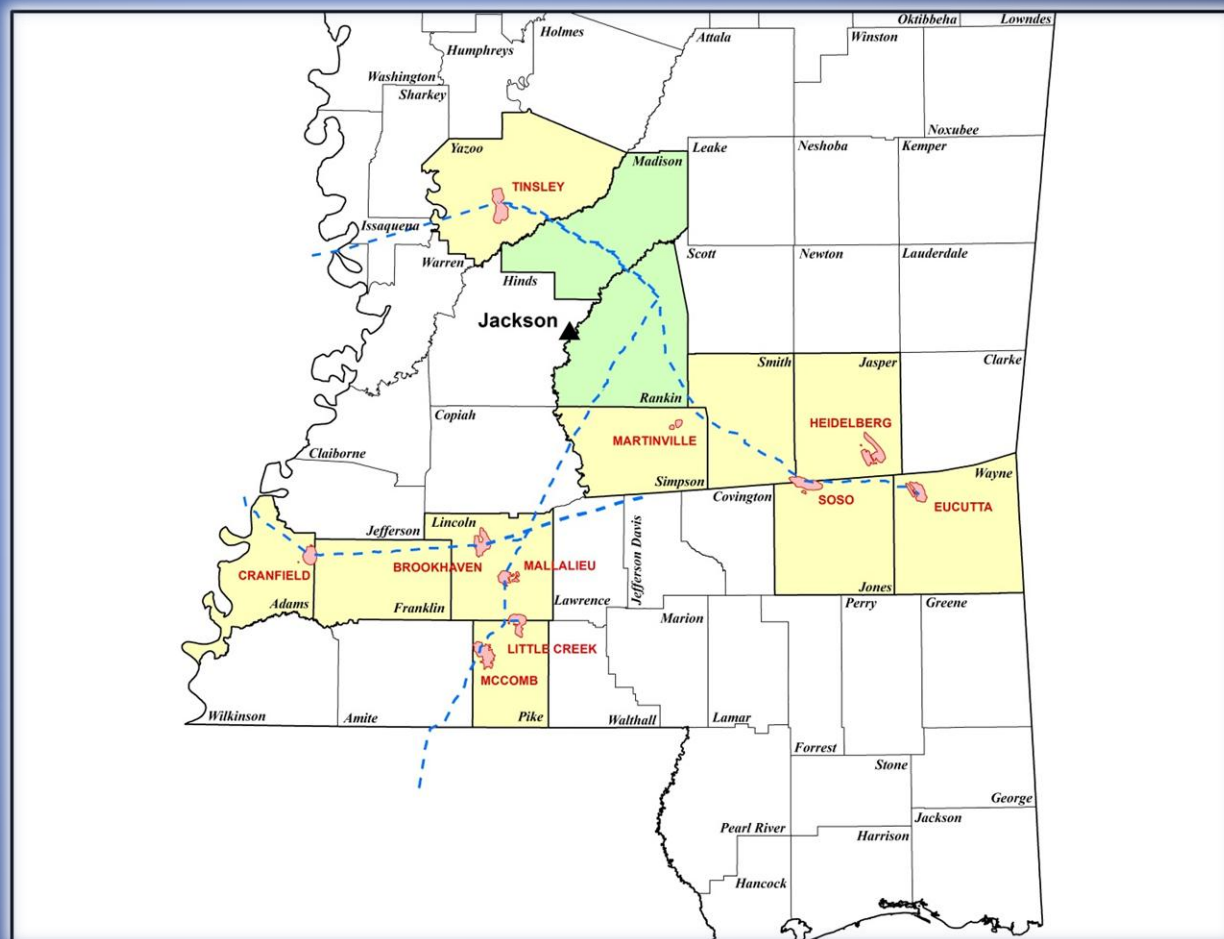 Oktibbeha
Lowndes
Holmes
Attala
Winston
Humphreys
Washington
Sharkey
Noxubee
Yazoo
Madison
Leake
Neshoba
Kemper
TINSLEY
Issaquena
Warren
Scott
Newton
Lauderdale
Hinds
Jackson
Smith
Jasper
Clarke
Rankin
Copiah
HEIDELBERG
MARTINVILLE
Claiborne
Simpson
Wayne
Covington
SOSO
EUCUTTA
Jefferson
Lincoln
Jefferson Davis
BROOKHAVEN
MALLALIEU
CRANFIELD
Adams
Franklin
Lawrence
Jones
Perry
Greene
Marion
LITTLE CREEK
MCCOMB
Wilkinson
Amite
Pike
Walthall
Lamar
Forrest
Stone
George
Jackson
Pearl River
Harrison
Hancock